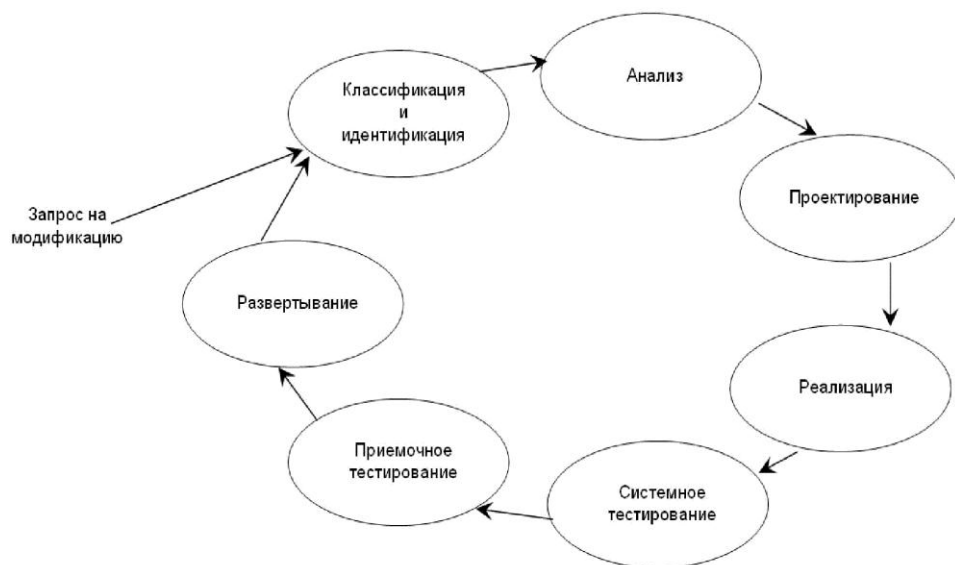 Запрос на
модификацию
Классификация
и
идентификация
Анализ
Проектирование
Реализация
Системное
тестирование
Приемочное
тестирование
Развертывание